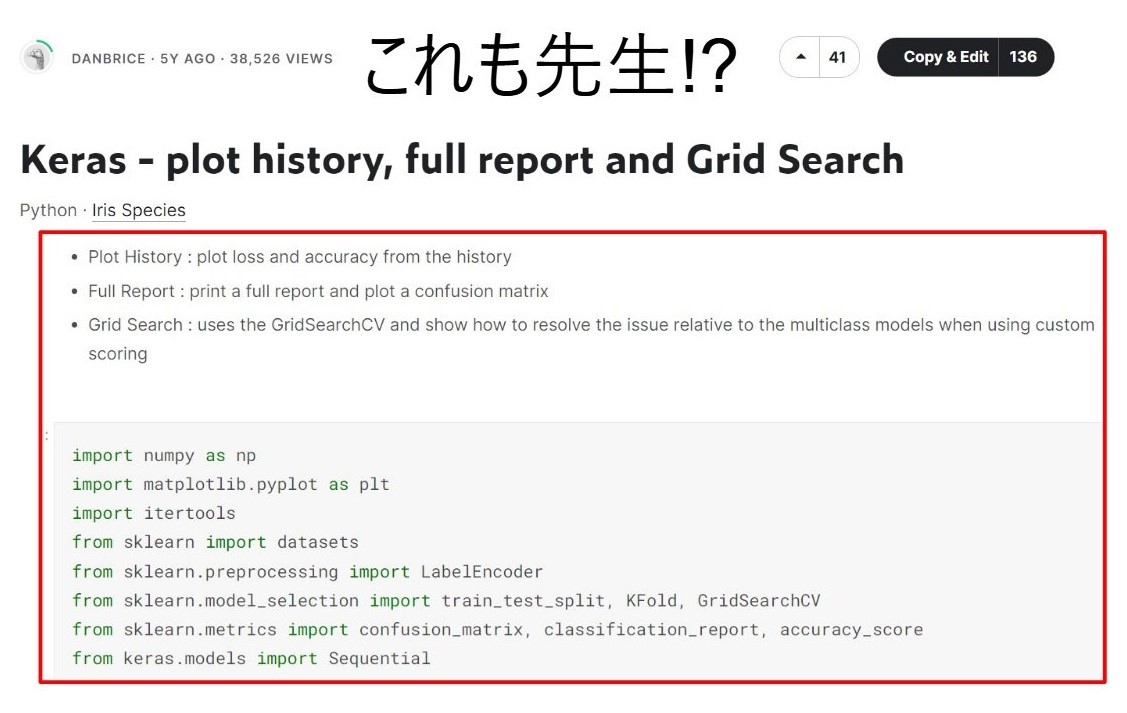 DANBRICE · 5Y AGO · 38,526 VIEWS
これも先生!?
41
Copy & Edit 136
Keras - plot history, full report and Grid Search
Python · Iris Species
• Plot History : plot loss and accuracy from the history
• Full Report : print a full report and plot a confusion matrix
• Grid Search : uses the GridSearchCV and show how to resolve the issue relative to the multiclass models when using custom
scoring
:
import numpy as np
import matplotlib.pyplot as plt
import itertools
from sklearn import datasets
from sklearn.preprocessing import LabelEncoder
from sklearn.model_selection import train_test_split, KFold, GridSearchCV
from sklearn.metrics import confusion_matrix, classification_report, accuracy_score
from keras.models import Sequential